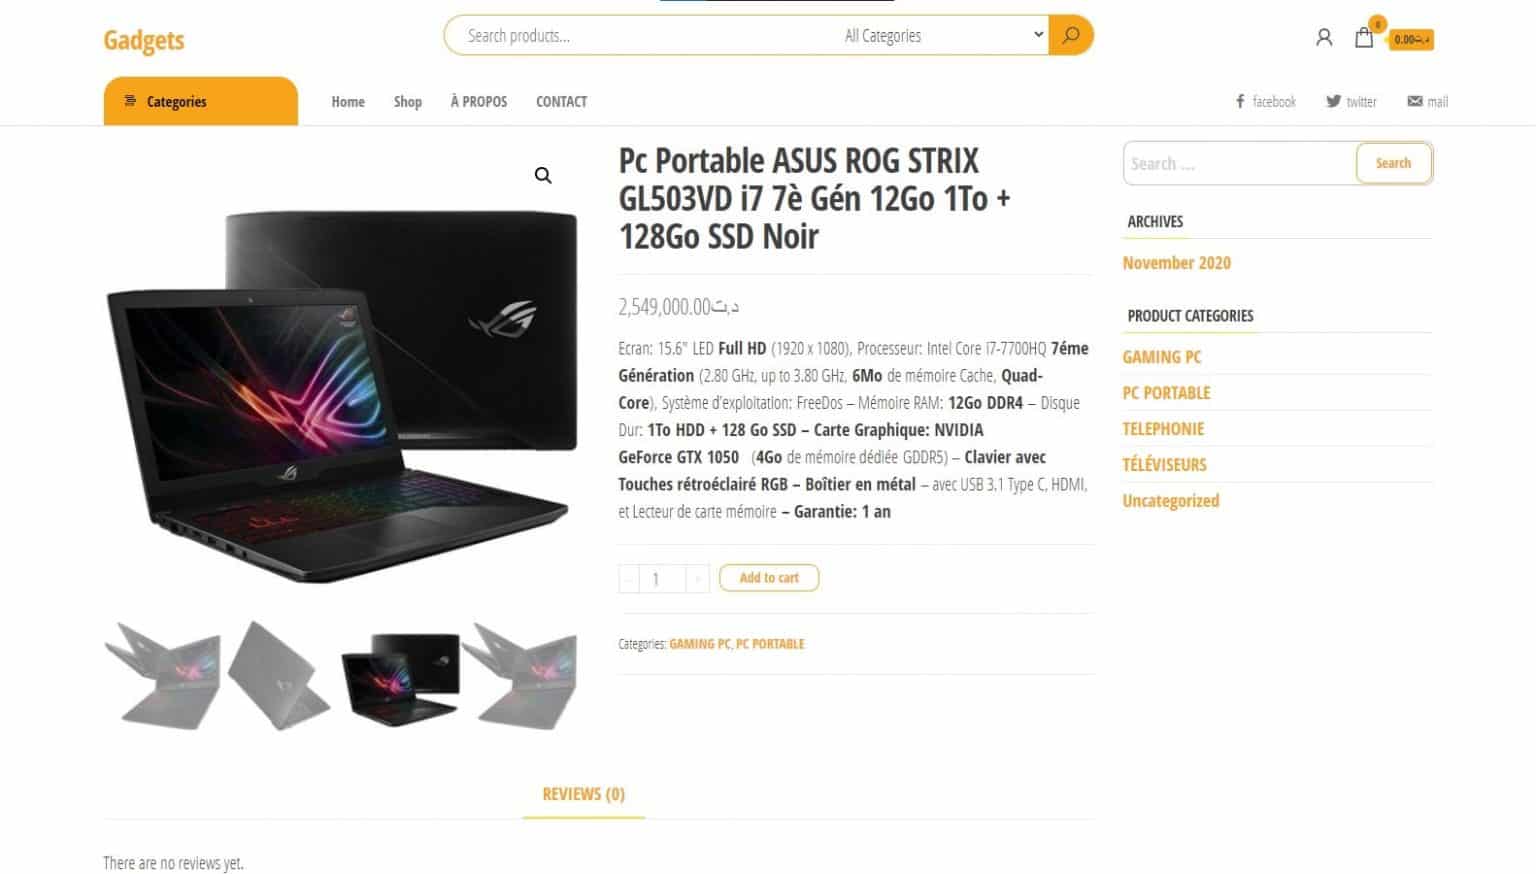 Gadgets
Search products...
All Categories
0
0.00د.ت
Categories
Home
Shop
À PROPOS
CONTACT
facebook
twitter
mail
Pc Portable ASUS ROG STRIX
GL503VD i7 7è Gén 12Go 1To +
128Go SSD Noir
2,549,000.00د.ت
Ecran: 15.6" LED Full HD (1920 x 1080), Processeur: Intel Core I7-7700HQ 7éme
Génération (2.80 GHz, up to 3.80 GHz, 6Mo de mémoire Cache, Quad-
Core), Système d'exploitation: FreeDos – Mémoire RAM: 12Go DDR4 – Disque
Dur: 1To HDD + 128 Go SSD – Carte Graphique: NVIDIA
GeForce GTX 1050 (4Go de mémoire dédiée GDDR5) – Clavier avec
Touches rétroéclairé RGB – Boîtier en métal – avec USB 3.1 Type C, HDMI,
et Lecteur de carte mémoire – Garantie: 1 an
- 1 +
Add to cart
Categories: GAMING PC, PC PORTABLE
Search ...
Search
ARCHIVES
November 2020
PRODUCT CATEGORIES
GAMING PC
PC PORTABLE
TELEPHONIE
TÉLÉVISEURS
Uncategorized
REVIEWS (0)
There are no reviews yet.